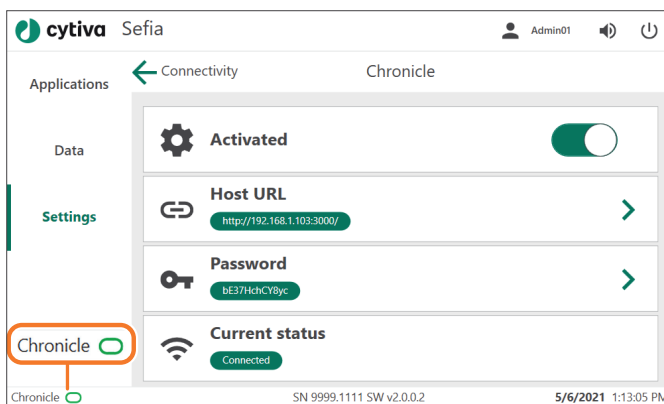 cytiva Sefia Admin01
Connectivity Chronicle
Applications
Data
Settings
Activated
Host URL
http://192.168.1.103:3000/
Password
bE37HchCY8yc
Current status
Connected
Chronicle
Chronicle SN 9999.1111 SW v2.0.0.2 5/6/2021 1:13:05 PM